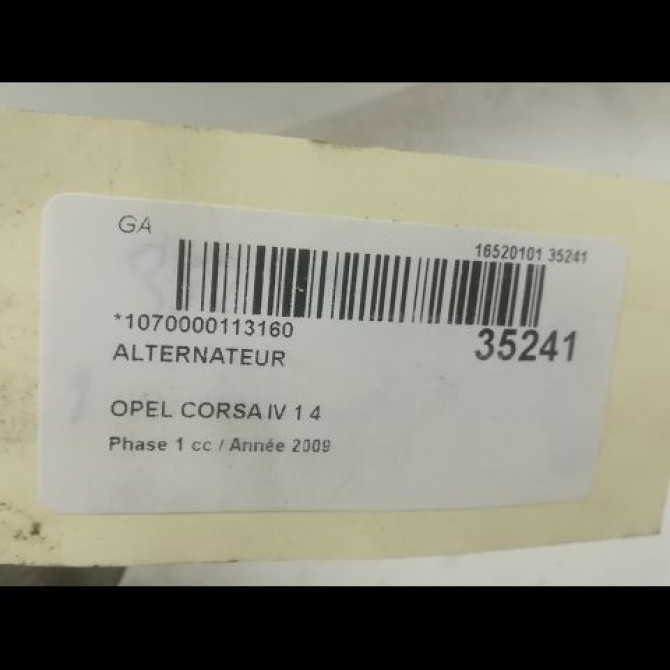 GA
16520101 35241
*1070000113160
35241
ALTERNATEUR
OPEL CORSA IV 1 4
Phase 1 cc / Année 2009